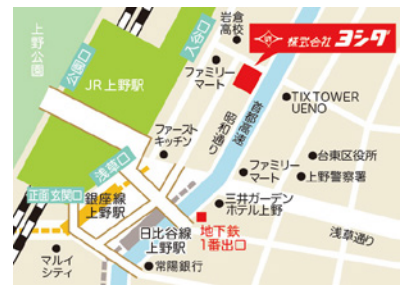 上野公園
公園口
JR上野駅
入谷口
岩倉
高校
株式会社ヨシダ
ファミリー
マート
首都高速
昭和通り
TIX TOWER
UENO
ファースト
キッチン
浅草口
正面玄関口
銀座線
上野駅
日比谷線
上野駅
ファミリー
マート
台東区役所
上野警察署
三井ガーデン
ホテル上野
地下鉄
1番出口
浅草通り
マルイ
シティ
常陽銀行